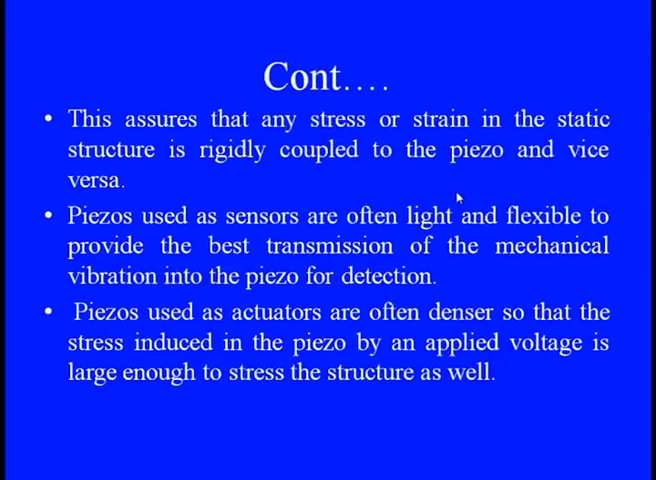 Cont....
• This assures that any stress or strain in the static
structure is rigidly coupled to the piezo and vice
versa.
• Piezos used as sensors are often light and flexible to
provide the best transmission of the mechanical
vibration into the piezo for detection.
• Piezos used as actuators are often denser so that the
stress induced in the piezo by an applied voltage is
large enough to stress the structure as well.